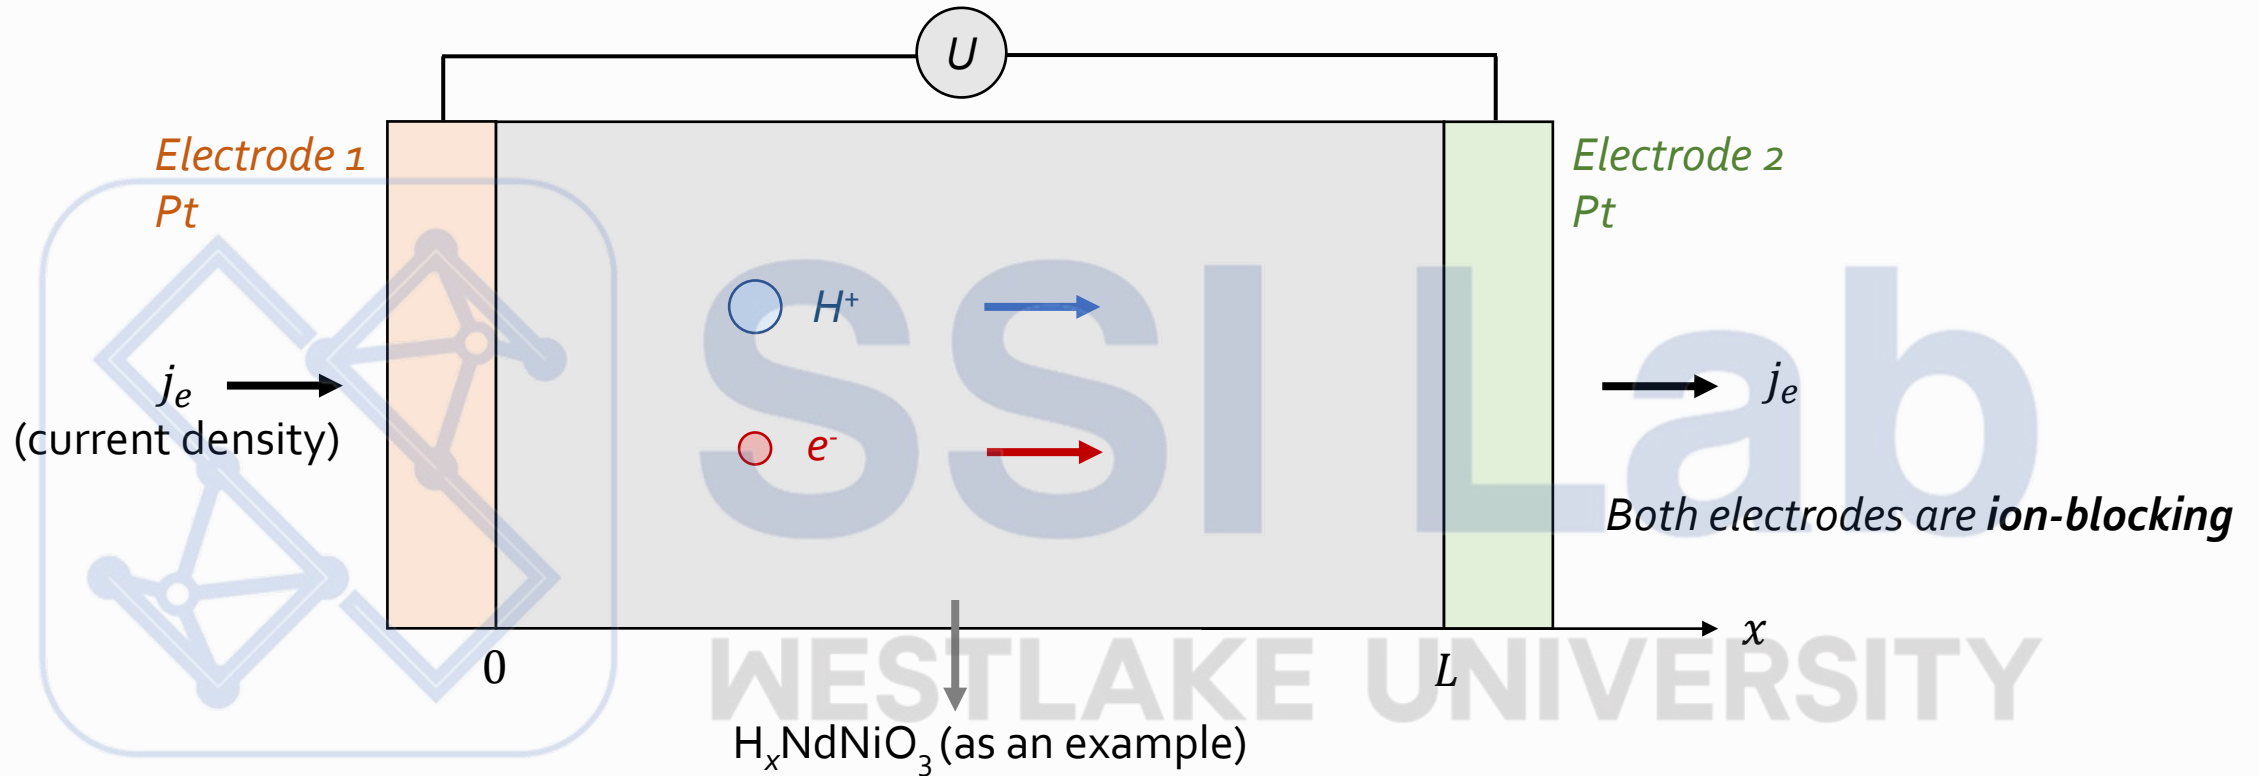 U
Electrode 1
Pt
Electrode 2
Pt
H⁺
jₑ
(current density)
jₑ
e⁻
SSI Lab
Both electrodes are ion-blocking
x
0
L
WESTLAKE UNIVERSITY
HₓNdNiO₃ (as an example)